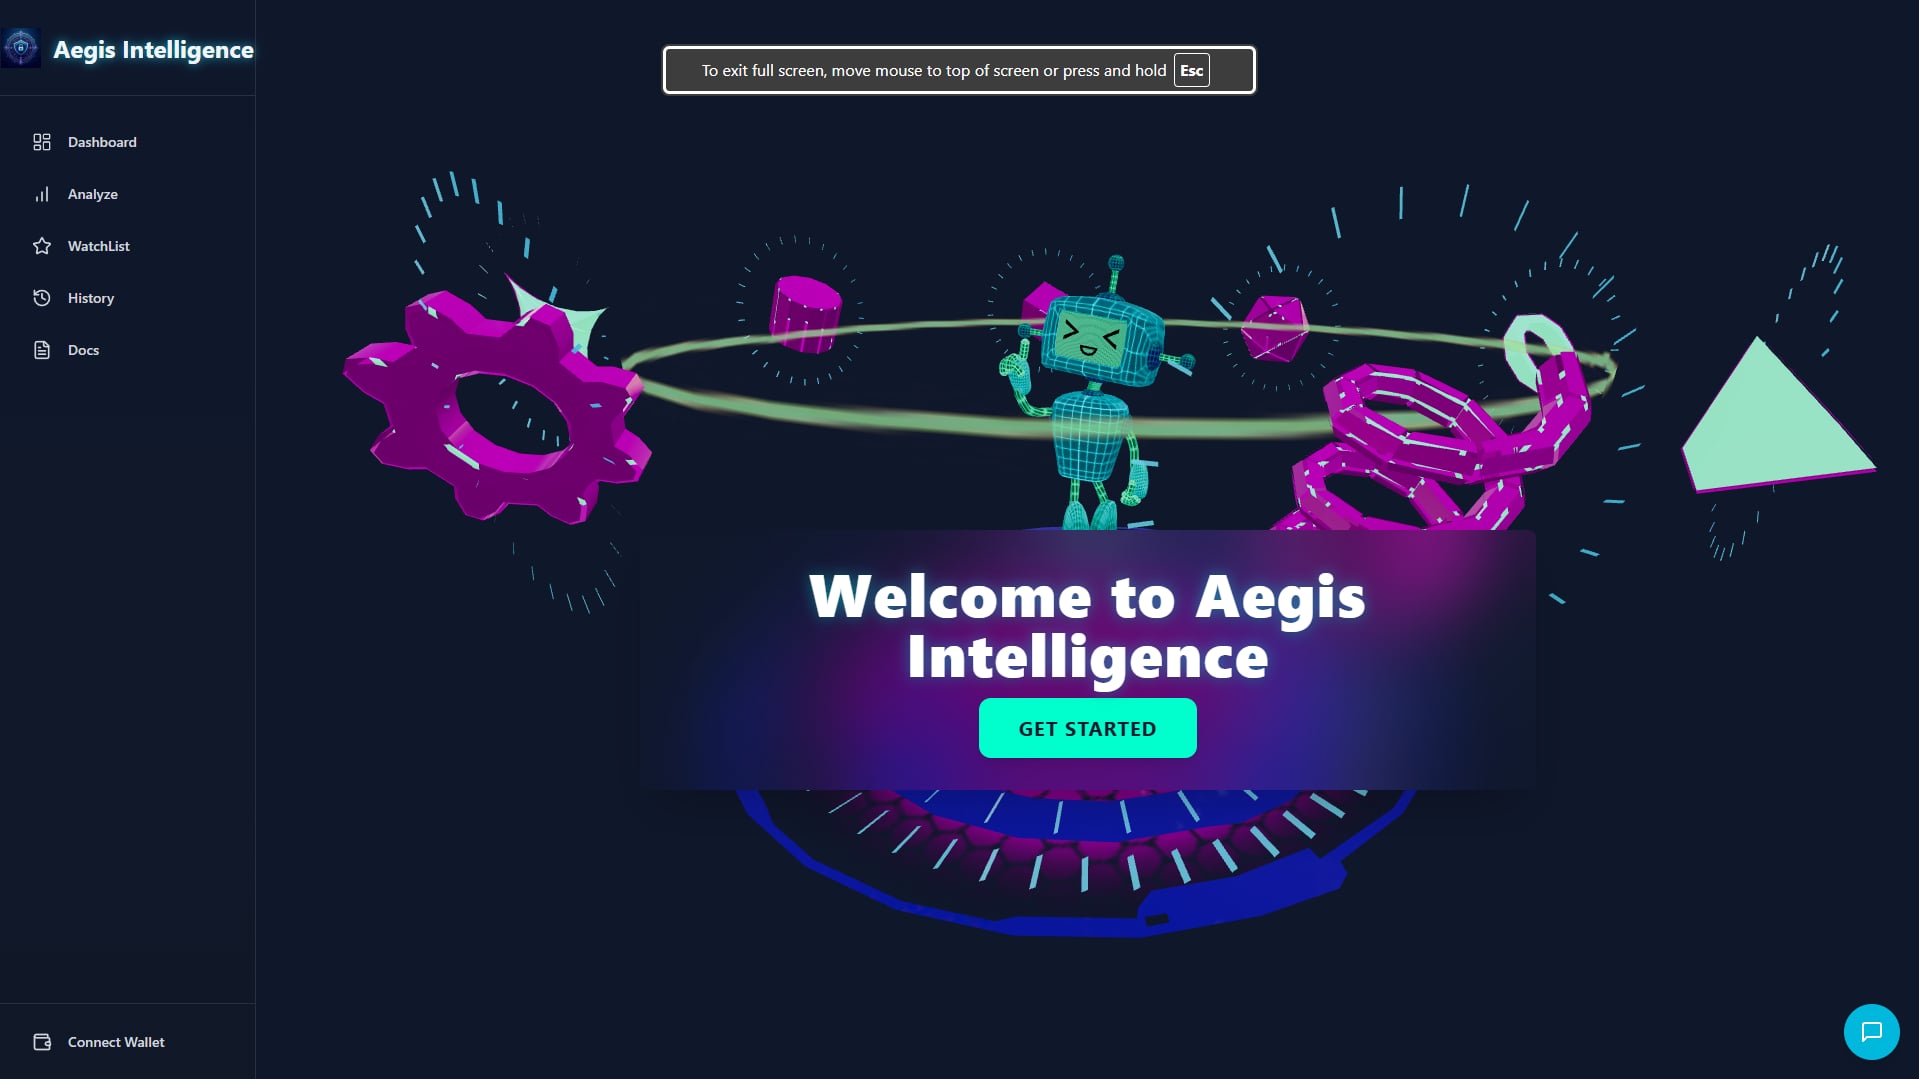 Aegis Intelligence
To exit full screen, move mouse to top of screen or press and hold Esc
Dashboard
Analyze
WatchList
History
Docs
Welcome to Aegis
Intelligence
GET STARTED
Connect Wallet